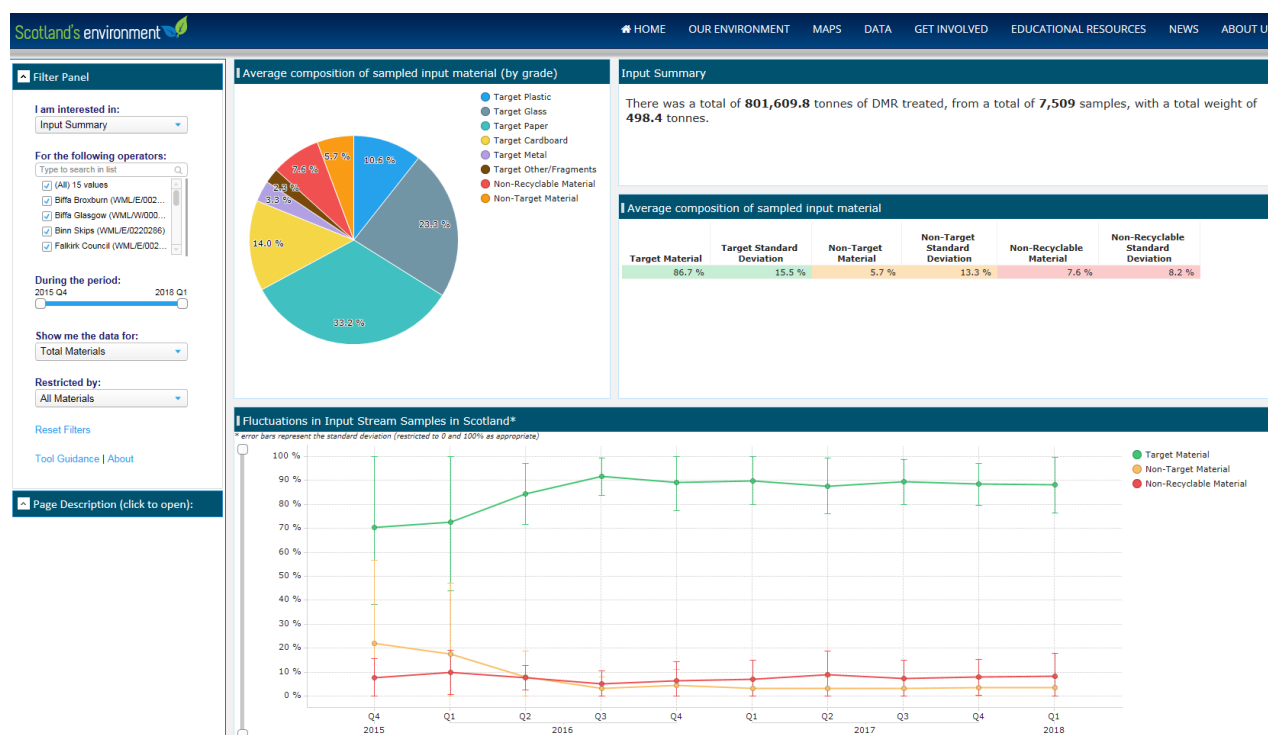 Scotland's environment
HOME OUR ENVIRONMENT MAPS DATA GET INVOLVED EDUCATIONAL RESOURCES NEWS ABOUT U
Filter Panel
I am interested in:
Input Summary
For the following operators:
Type to search in list
(All) 15 values
Biffa Broxburn (WML/E/002...
Biffa Glasgow (WML/W/000...
Binn Skips (WML/E/0220286)
Falkirk Council (WML/E/002...
During the period:
2015 Q4 2018 Q1
Show me the data for:
Total Materials
Restricted by:
All Materials
Reset Filters
Tool Guidance | About
Page Description (click to open):
Average composition of sampled input material (by grade)
Target Plastic
Target Glass
Target Paper
Target Cardboard
Target Metal
Target Other/Fragments
Non-Recyclable Material
Non-Target Material
5.7 % 10.6 %
7.6 %
2.3 %
3.3 %
23.3 %
14.0 %
33.2 %
Input Summary
There was a total of 801,609.8 tonnes of DMR treated, from a total of 7,509 samples, with a total weight of
498.4 tonnes.
Average composition of sampled input material
Target Material Target Standard Deviation Non-Target Material Non-Target Standard Deviation Non-Recyclable Material Non-Recyclable Standard Deviation
86.7 % 15.5 % 5.7 % 13.3 % 7.6 % 8.2 %
Fluctuations in Input Stream Samples in Scotland*
* error bars represent the standard deviation (restricted to 0 and 100% as appropriate)
100 %
90 %
80 %
70 %
60 %
50 %
40 %
30 %
20 %
10 %
0 %
Q4 Q1 Q2 Q3 Q4 Q1 Q2 Q3 Q4 Q1
2015 2016 2017 2018
Target Material
Non-Target Material
Non-Recyclable Material